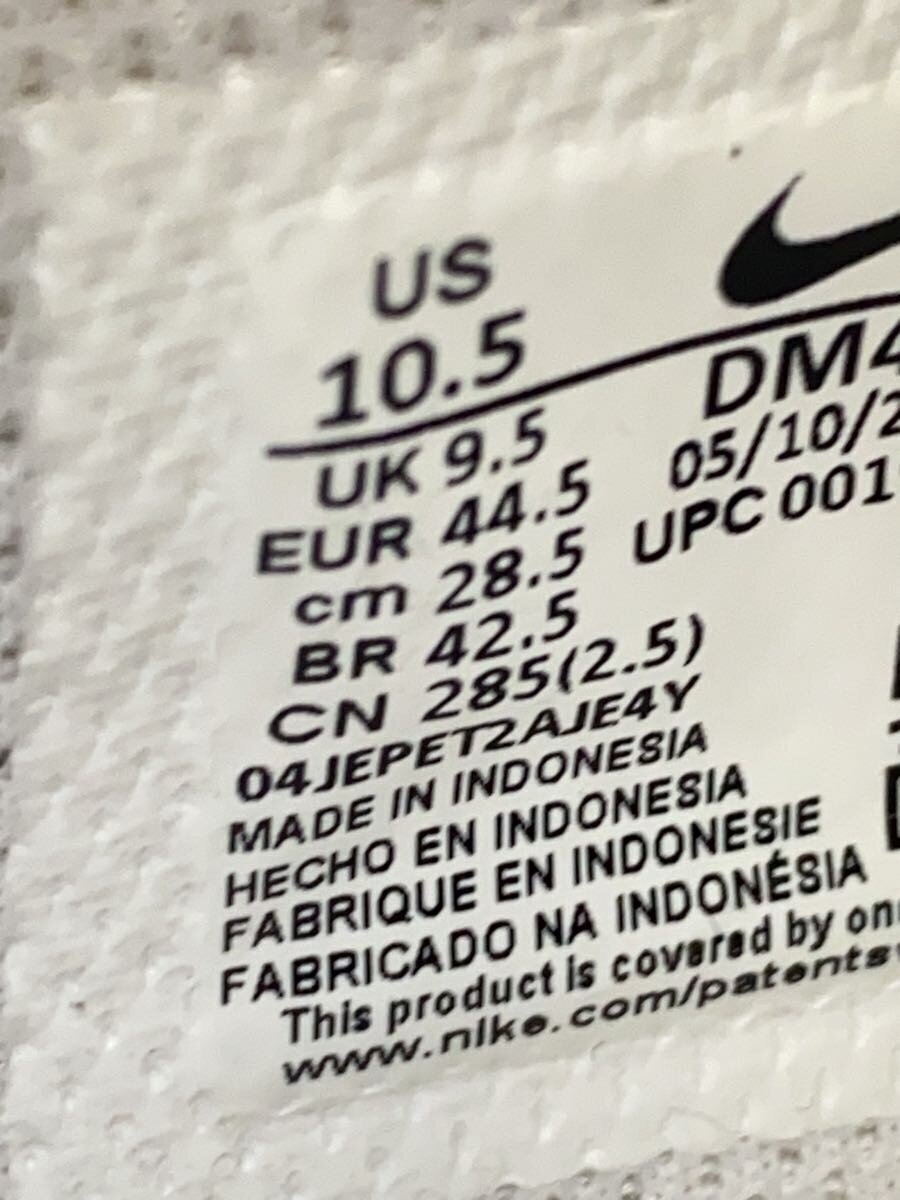 US
10.5
UK 9.5
EUR 44.5
cm 28.5
BR 42.5
CN 285(2.5)
04JEPET2AJE4Y
MADE IN INDONESIA
HECHO EN INDONESIA
FABRIQUE EN INDONESIE
FABRICADO NA INDONÉSIA
This product is covered by
www.nike.com/patents
DM4
05/10/2
UPC 001